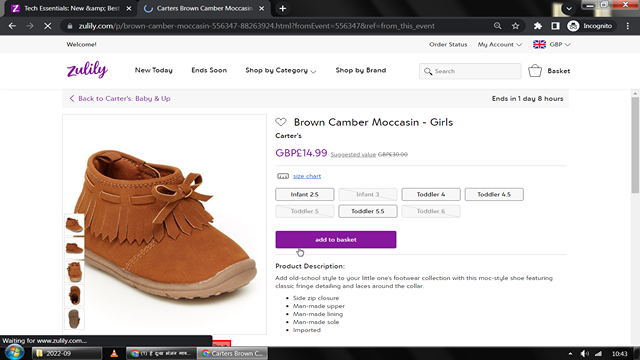 Tech Essentials: New &amp; Best
Carters Brown Camber Moccasin
zulily.com/p/brown-camber-moccasin-556347-88263924.html?fromEvent=556347&ref=from_this_event
Incognito
Welcome!
Order Status
My Account
GBP
zulily
New Today
Ends Soon
Shop by Category
Shop by Brand
Search
Basket
Back to Carter's: Baby & Up
Ends in 1 day 8 hours
Brown Camber Moccasin - Girls
Carter's
GBP£14.99 Suggested value GBP£30.00
size chart
Infant 2.5
Infant 3
Toddler 4
Toddler 4.5
Toddler 5
Toddler 5.5
Toddler 6
add to basket
Product Description:
Add old-school style to your little one's footwear collection with this moc-style shoe featuring
classic fringe detailing and laces around the collar.
• Side zip closure
• Man-made upper
• Man-made lining
• Man-made sole
• Imported
Waiting for www.zulily.com...
2022-09
Carters Brown C...
10:43